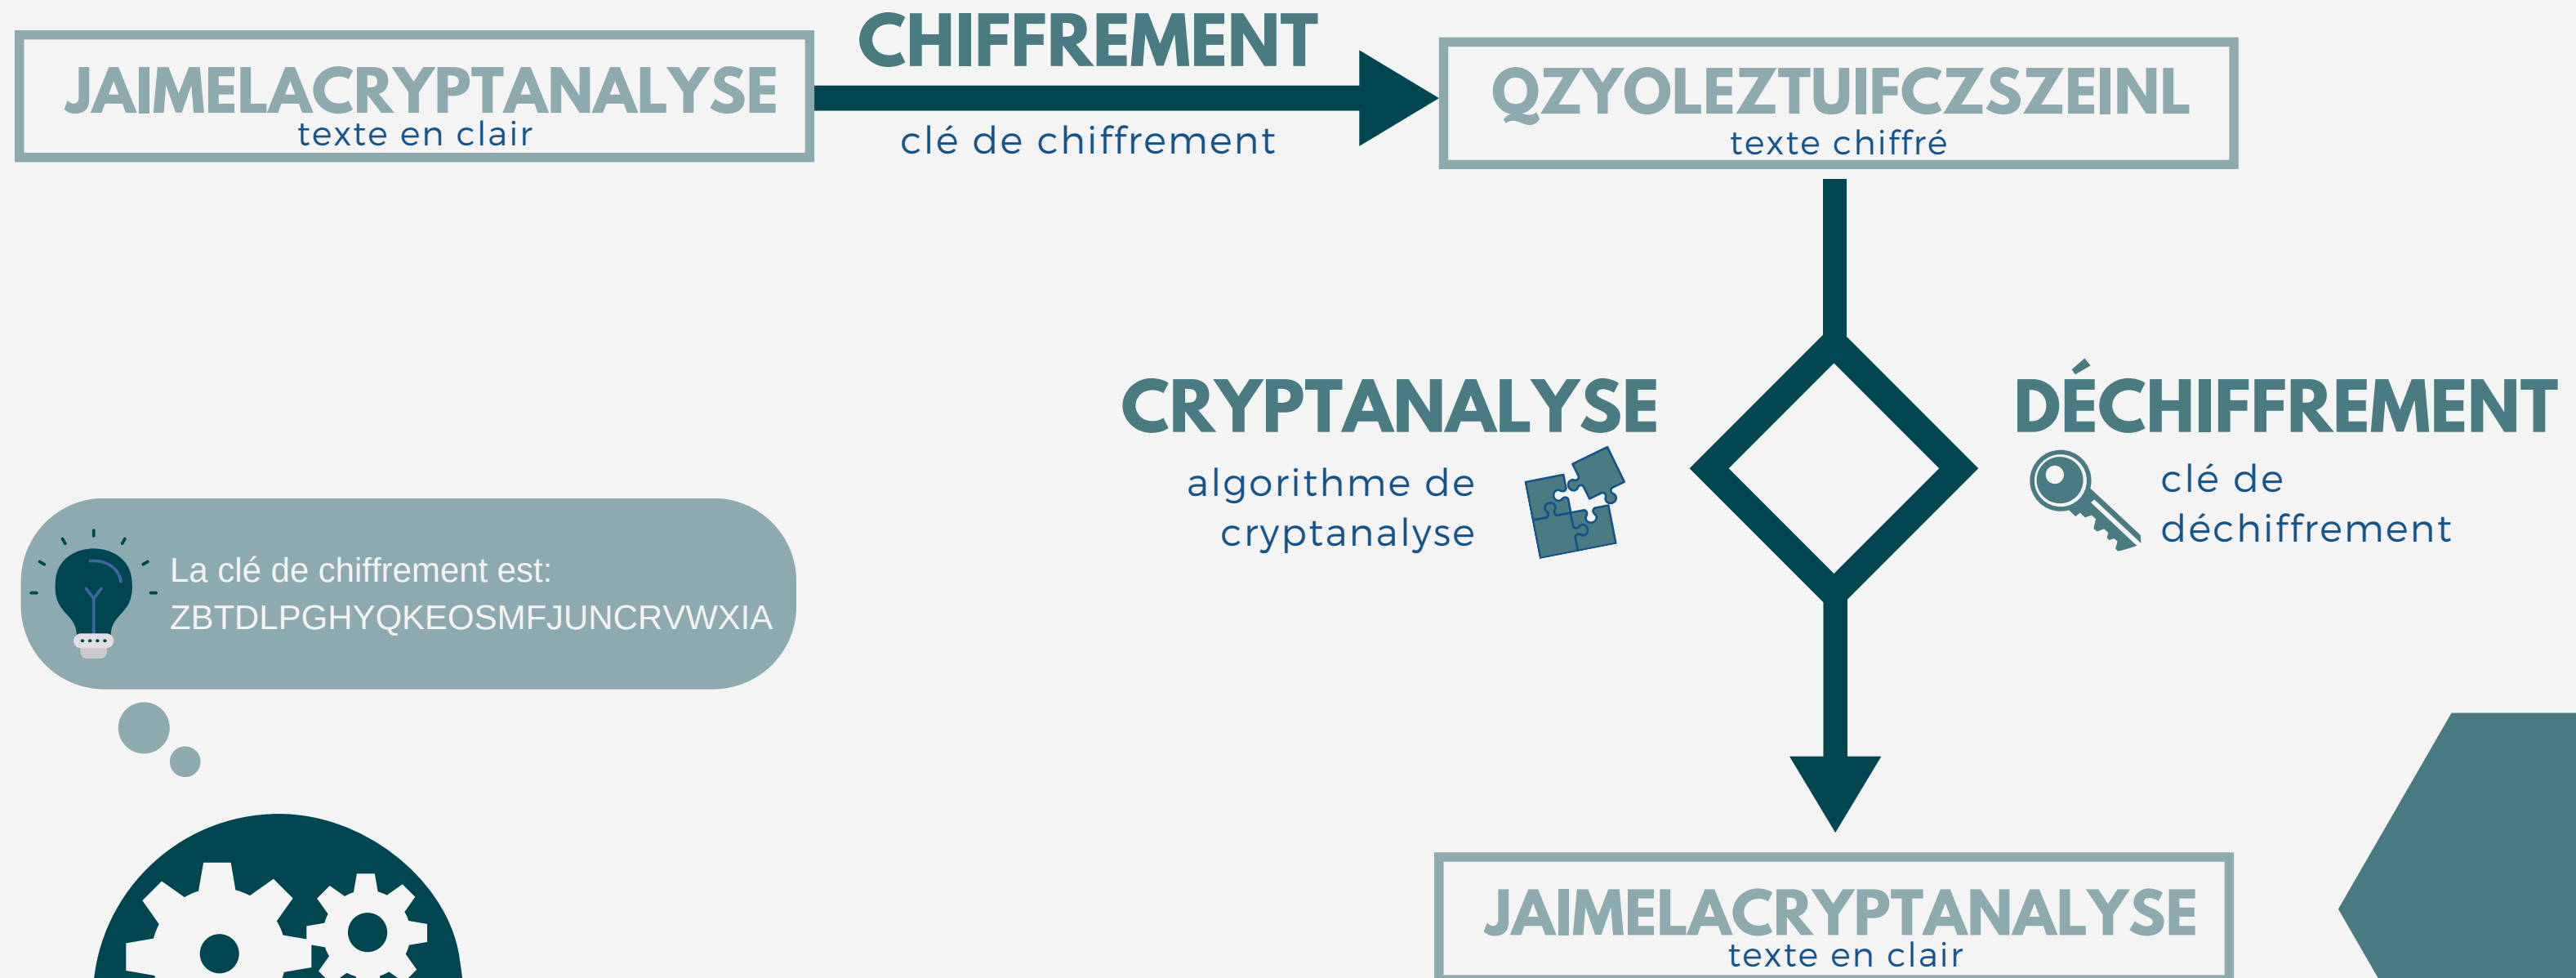 CHIFFREMENT
JAIMELACRYPTANALYSE
texte en clair
clé de chiffrement
QZYOLEZTUIFCZSZEINL
texte chiffré
CRYPTANALYSE
algorithme de
cryptanalyse
DÉCHIFFREMENT
clé de
déchiffrement
La clé de chiffrement est:
ZBTDLPGHYQKEOSMFJUNCRVWXIA
JAIMELACRYPTANALYSE
texte en clair